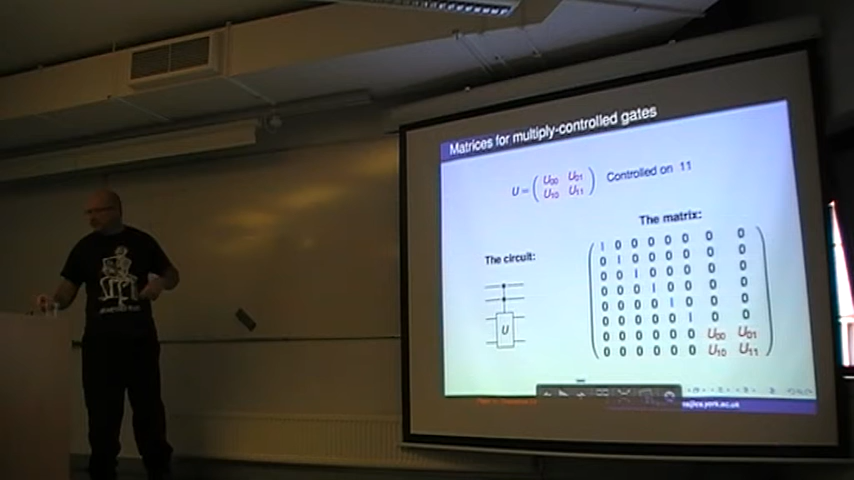 Matrices for multiply-controlled gates
U = ( U00 U01 ) Controlled on 11
U10 U11
The matrix:
The circuit:
U
1 0 0 0 0 0 0 0
0 1 0 0 0 0 0 0
0 0 1 0 0 0 0 0
0 0 0 1 0 0 0 0
0 0 0 0 1 0 0 0
0 0 0 0 0 1 0 0
0 0 0 0 0 0 U00 U01
0 0 0 0 0 0 U10 U11